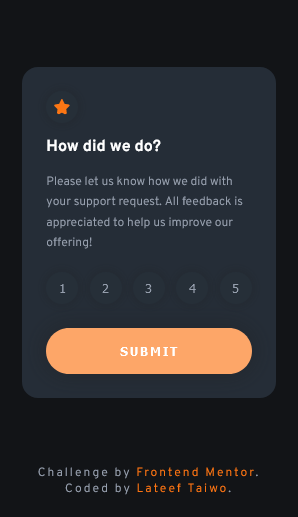 How did we do?
Please let us know how we did with
your support request. All feedback is
appreciated to help us improve our
offering!
1 2 3 4 5
SUBMIT
Challenge by Frontend Mentor.
Coded by Lateef Taiwo.